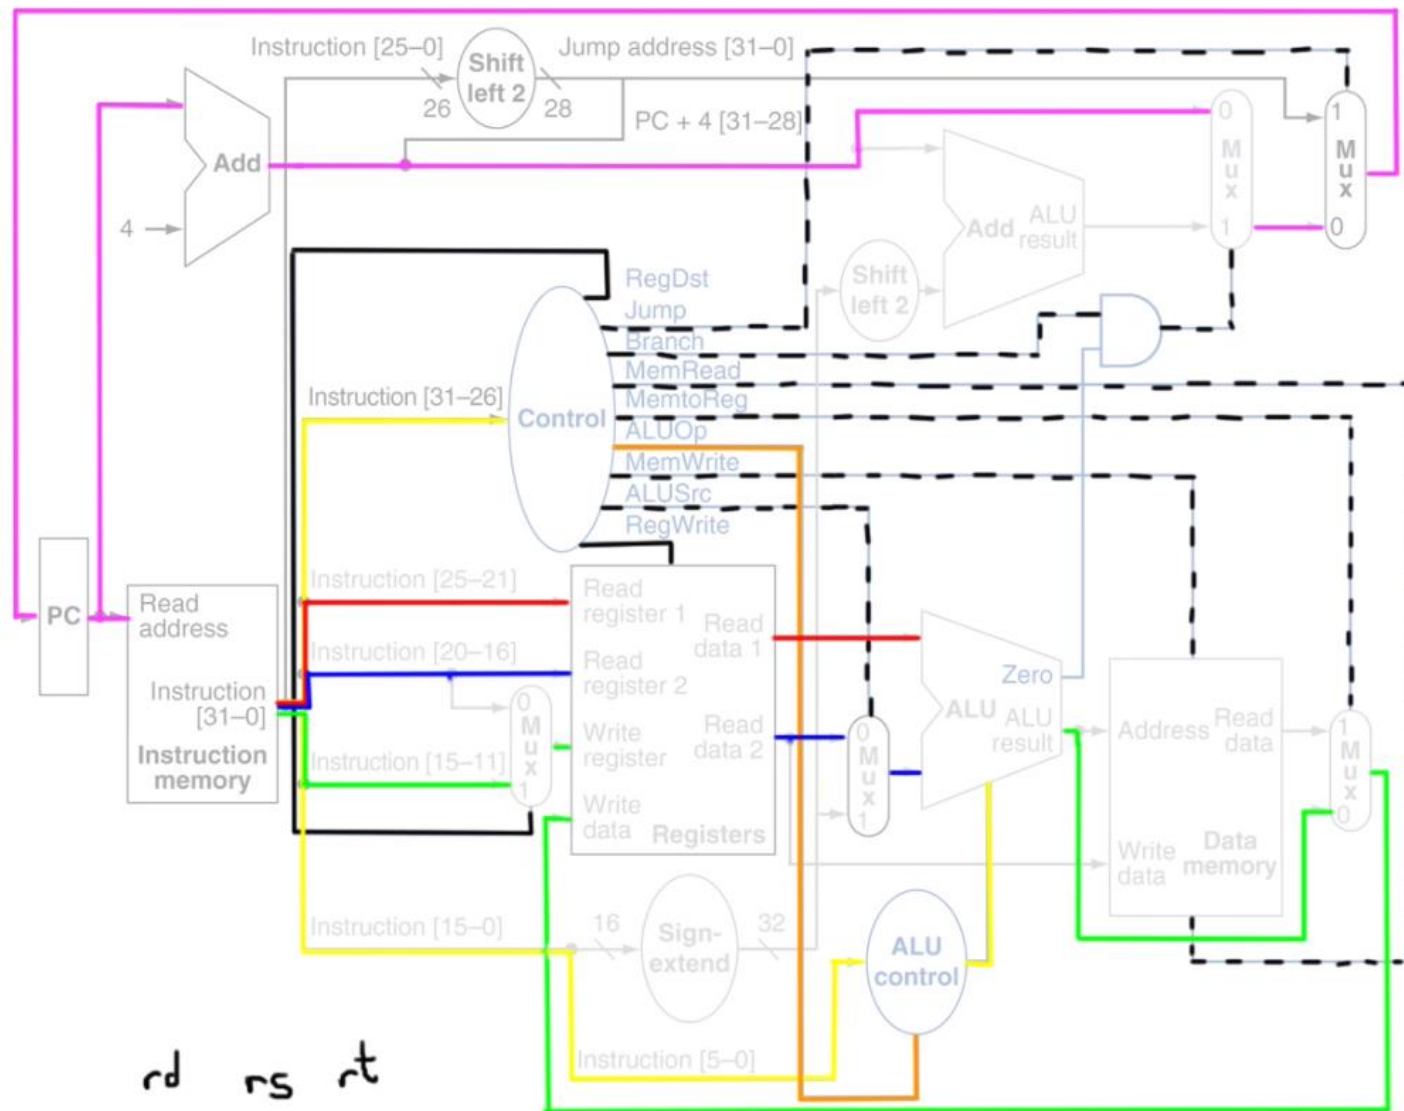 Instruction [25–0]
Shift
left 2
Jump address [31–0]
26
28
PC + 4 [31–28]
Add
4
0
M
u
x
1
1
M
u
x
0
Add
ALU
result
Shift
left 2
RegDst
Jump
Branch
MemRead
MemtoReg
ALUOp
MemWrite
ALUSrc
RegWrite
Instruction [31–26]
Control
PC
Read
address
Instruction
[31–0]
Instruction
memory
Instruction [25–21]
Instruction [20–16]
Instruction [15–11]
0
M
u
x
1
Read
register 1
Read
register 2
Write
register
Write
data
Read
data 1
Read
data 2
Registers
0
M
u
x
1
Zero
ALU
ALU
result
Address
Read
data
Write
data
Data
memory
1
M
u
x
0
Instruction [15–0]
16
Sign-
extend
32
ALU
control
Instruction [5–0]
rd rs rt